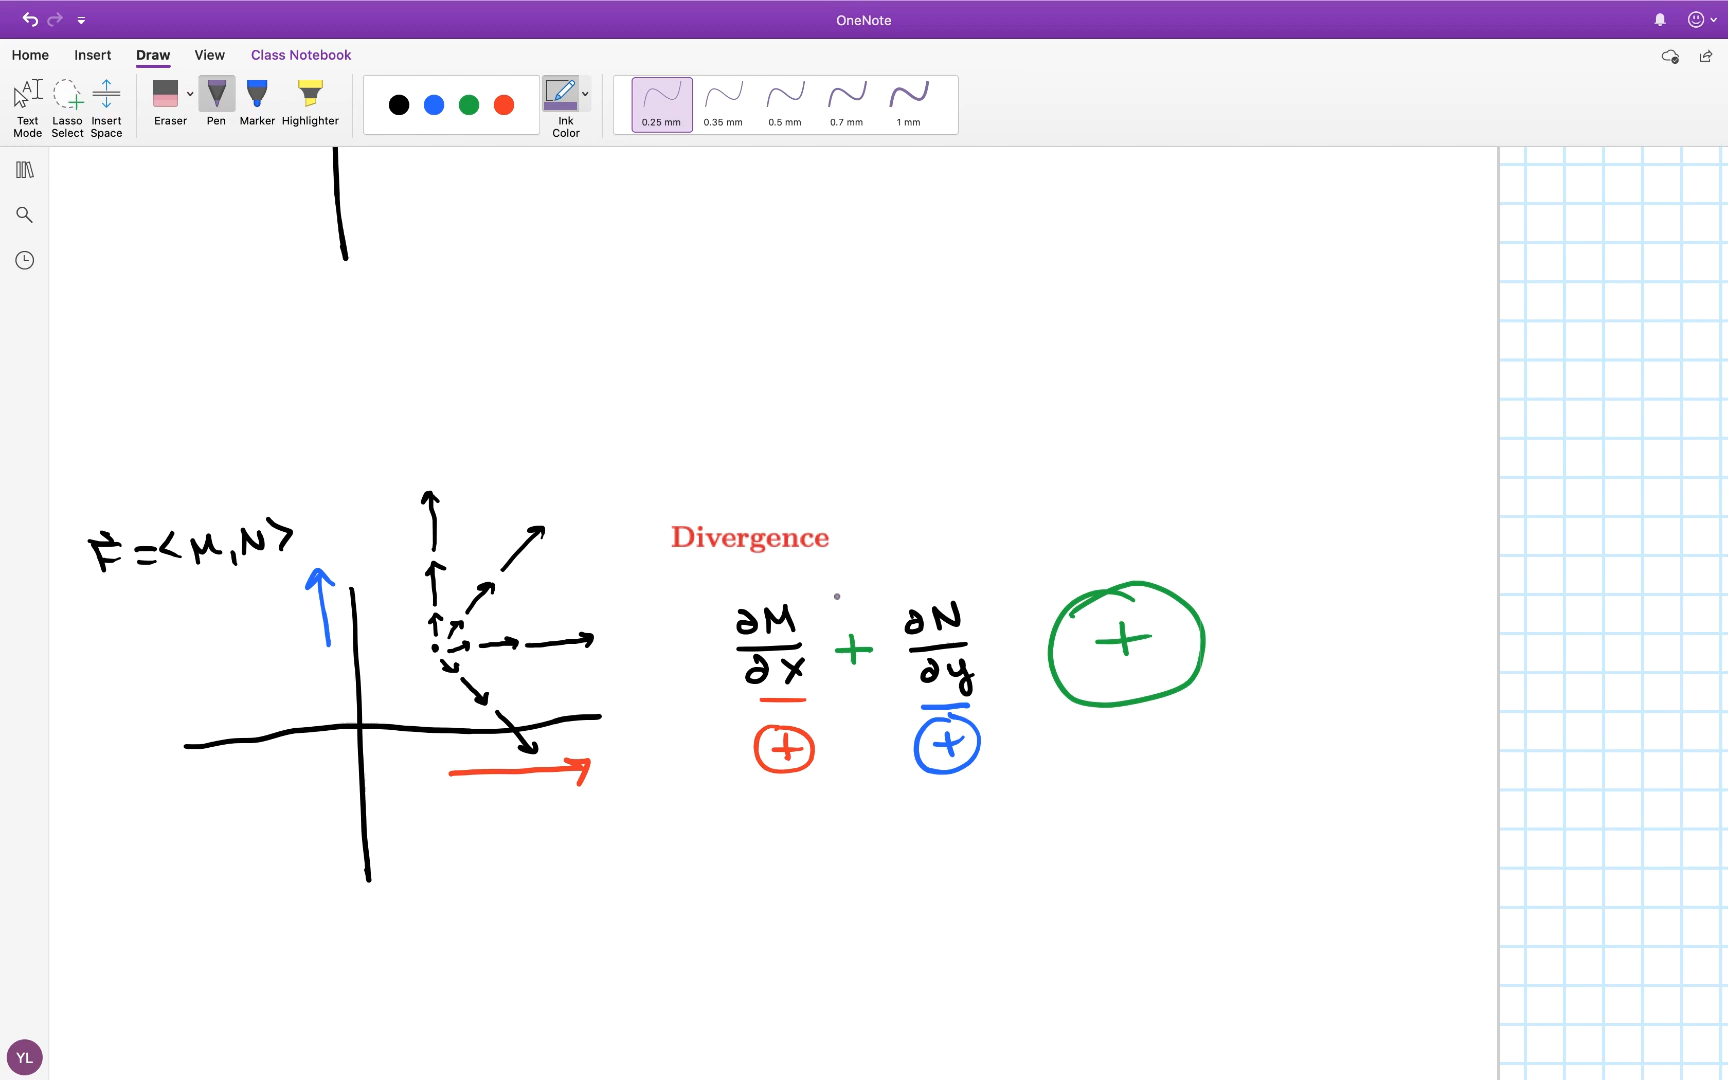 OneNote
Home Insert Draw View Class Notebook
Text Mode
Lasso Select
Insert Space
Eraser
Pen
Marker
Highlighter
Ink Color
0.25 mm
0.35 mm
0.5 mm
0.7 mm
1 mm
F⃗ = <M, N>
Divergence
∂M/∂x + ∂N/∂y +
+ +
YL